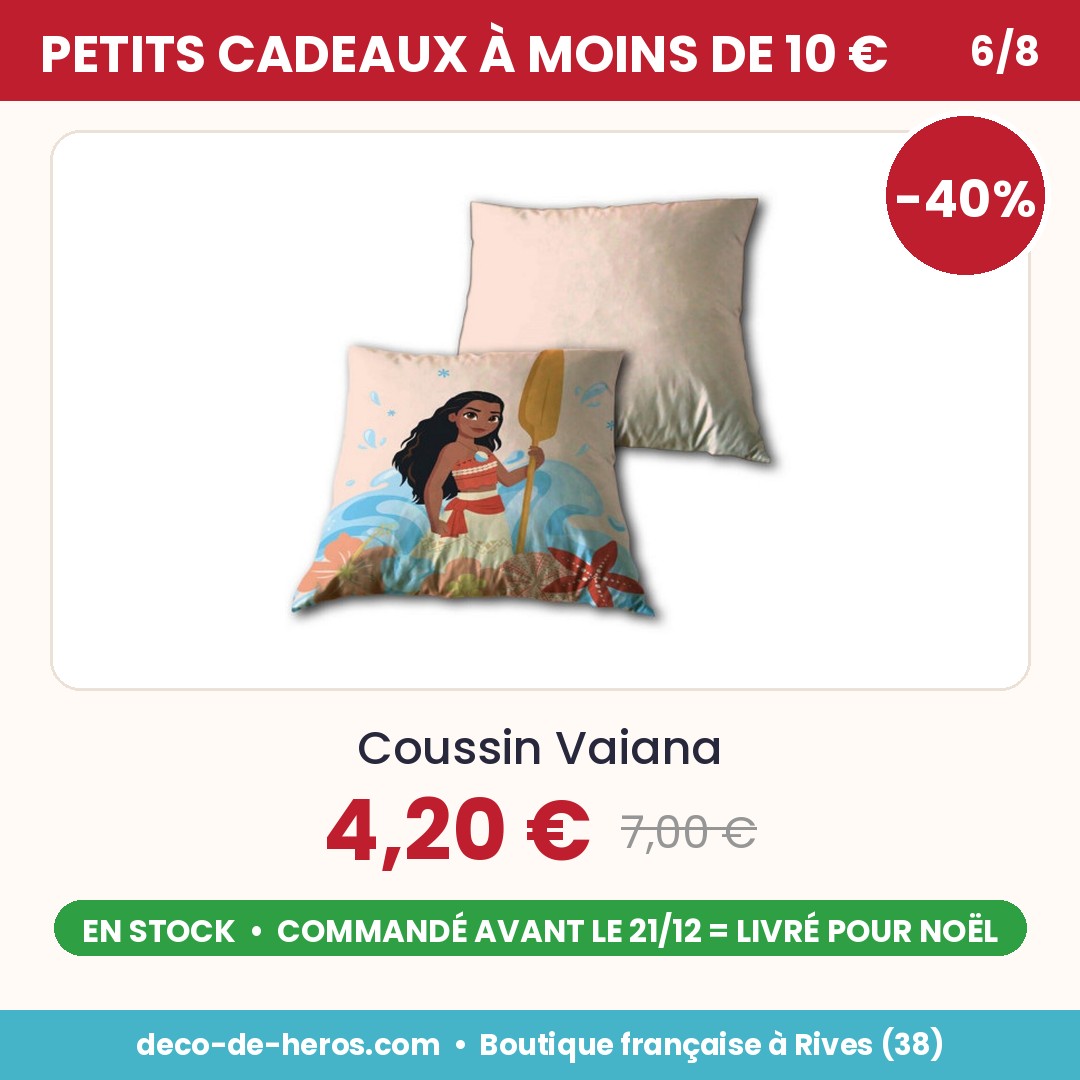 PETITS CADEAUX À MOINS DE 10 € 6/8
-40%
Coussin Vaiana
4,20 € 7,00 €
EN STOCK • COMMANDÉ AVANT LE 21/12 = LIVRÉ POUR NOËL
deco-de-heros.com • Boutique française à Rives (38)